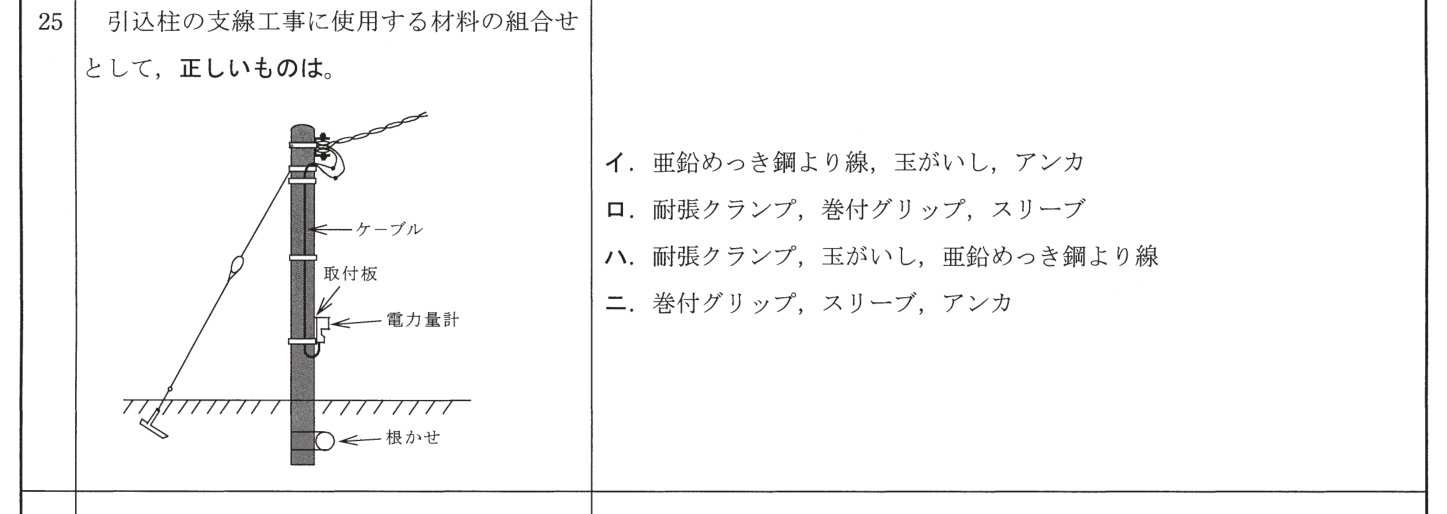 25
引込柱の支線工事に使用する材料の組合せ
として，正しいものは。
ケーブル
取付板
電力量計
根かせ
イ．亜鉛めっき鋼より線，玉がいし，アンカ
ロ．耐張クランプ，巻付グリップ，スリーブ
ハ．耐張クランプ，玉がいし，亜鉛めっき鋼より線
ニ．巻付グリップ，スリーブ，アンカ